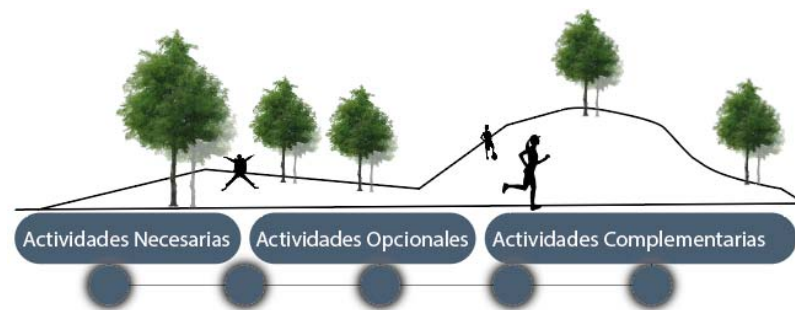 Actividades Necesarias
Actividades Opcionales
Actividades Complementarias